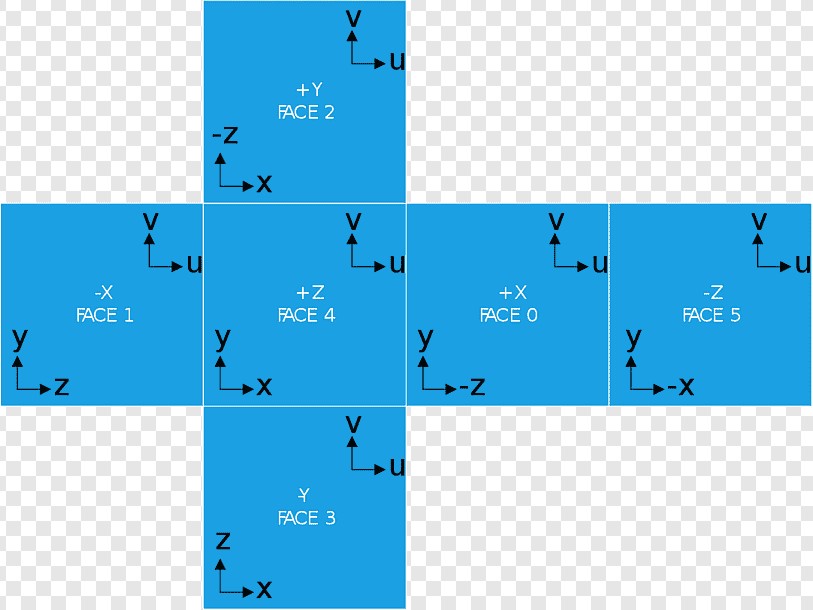 v
u
+Y
FACE 2
-z
x
v
u
-X
FACE 1
y
z
v
u
+Z
FACE 4
y
x
v
u
+X
FACE 0
y
-z
v
u
-Z
FACE 5
y
-x
v
u
-Y
FACE 3
z
x